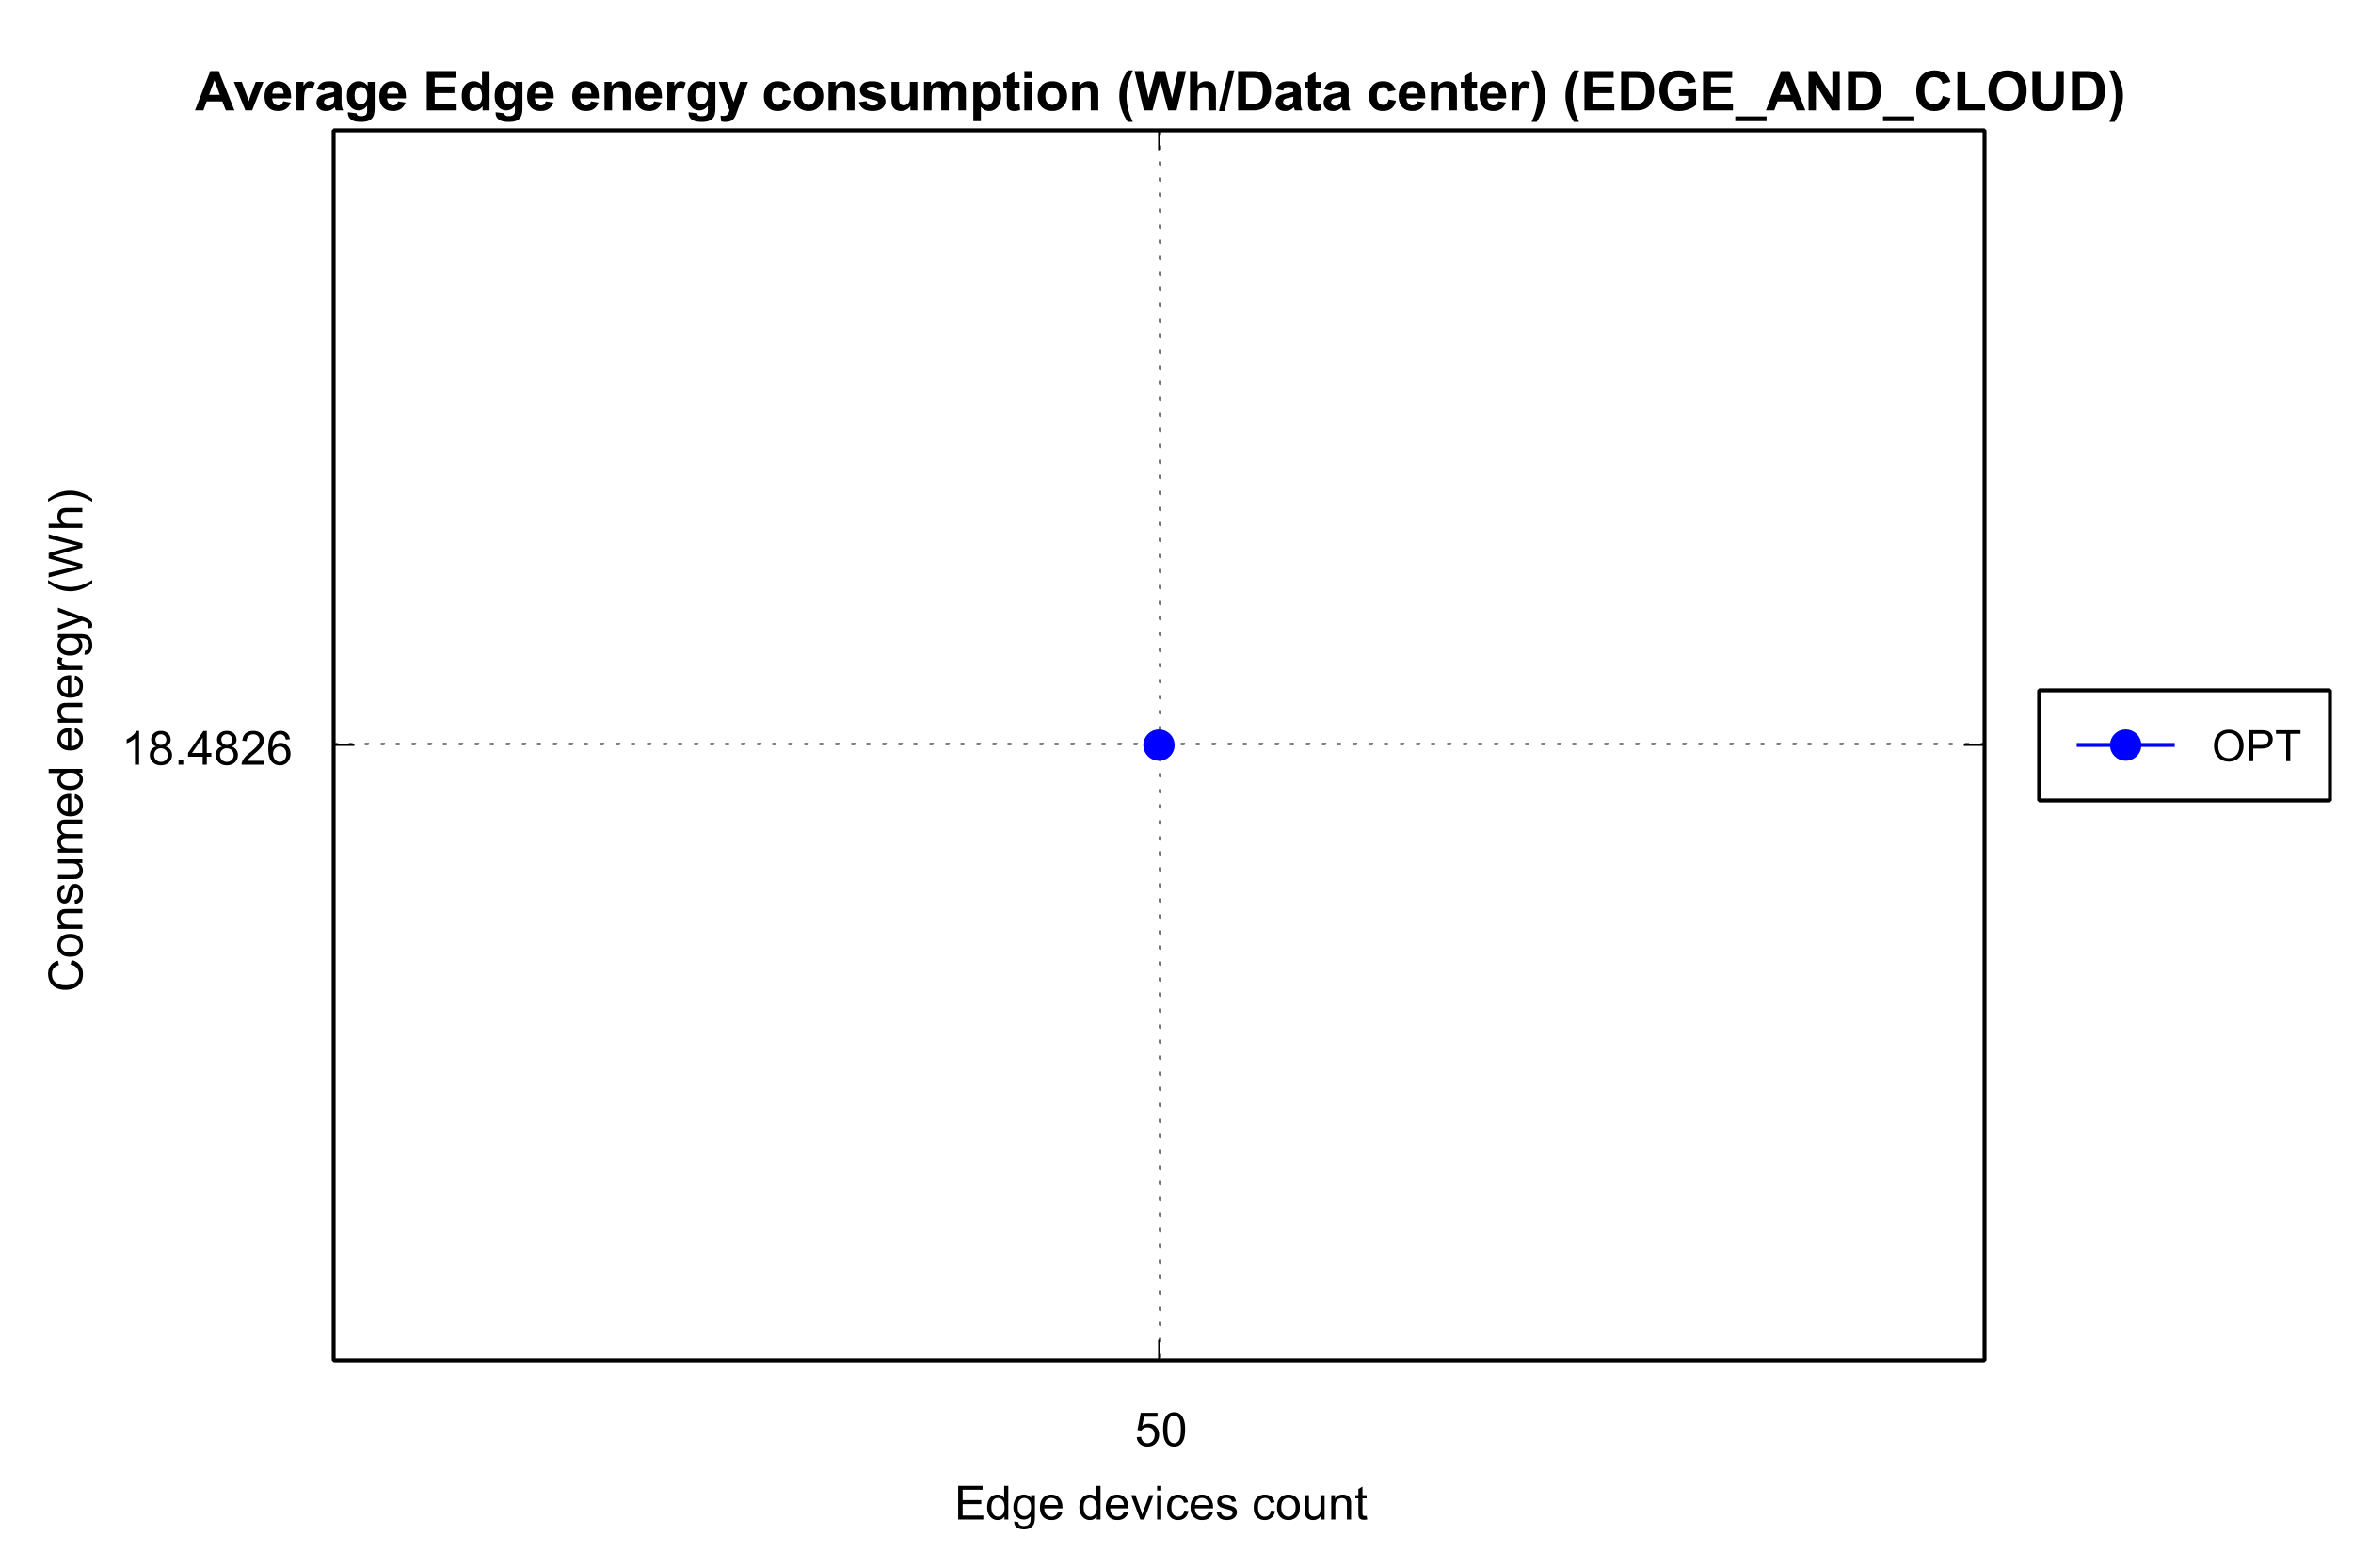 Average Edge energy consumption (Wh/Data center) (EDGE_AND_CLOUD)
Consumed energy (Wh)
18.4826
OPT
50
Edge devices count